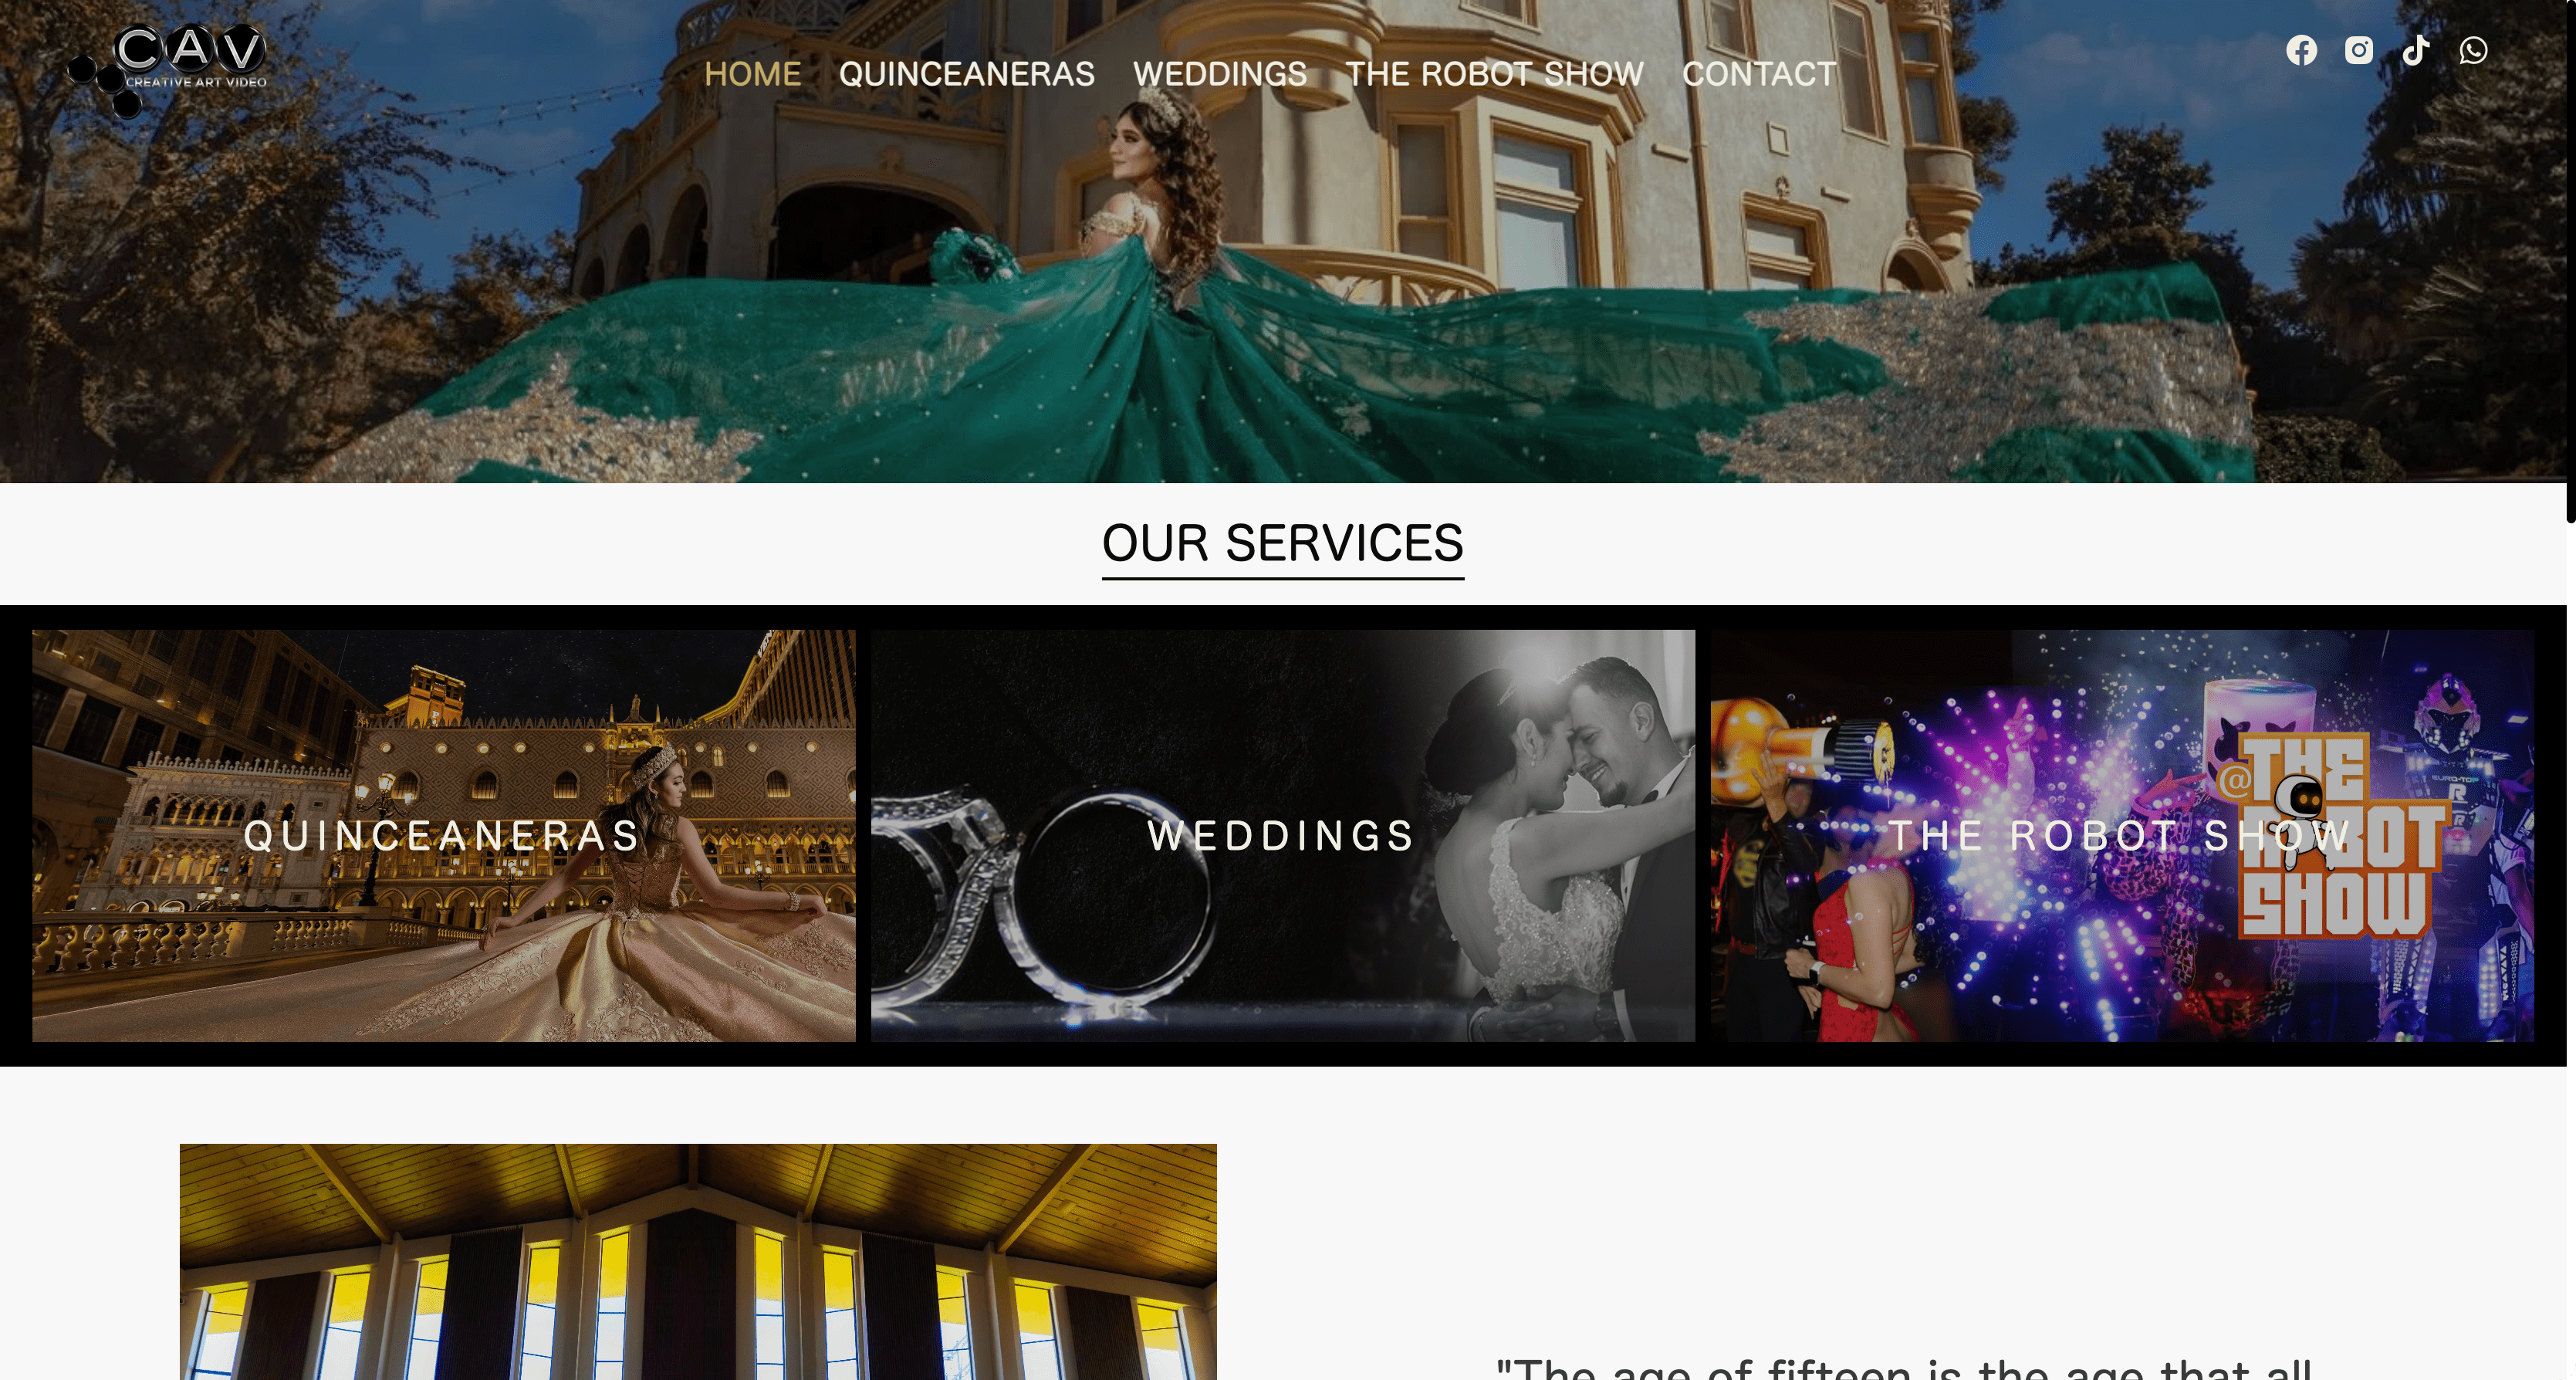 CAV
CREATIVE ART VIDEO
HOME QUINCEANERAS WEDDINGS THE ROBOT SHOW CONTACT
OUR SERVICES
QUINCEANERAS
WEDDINGS
THE ROBOT SHOW
@THE
ROBOT
SHOW
"The age of fifteen is the age that all